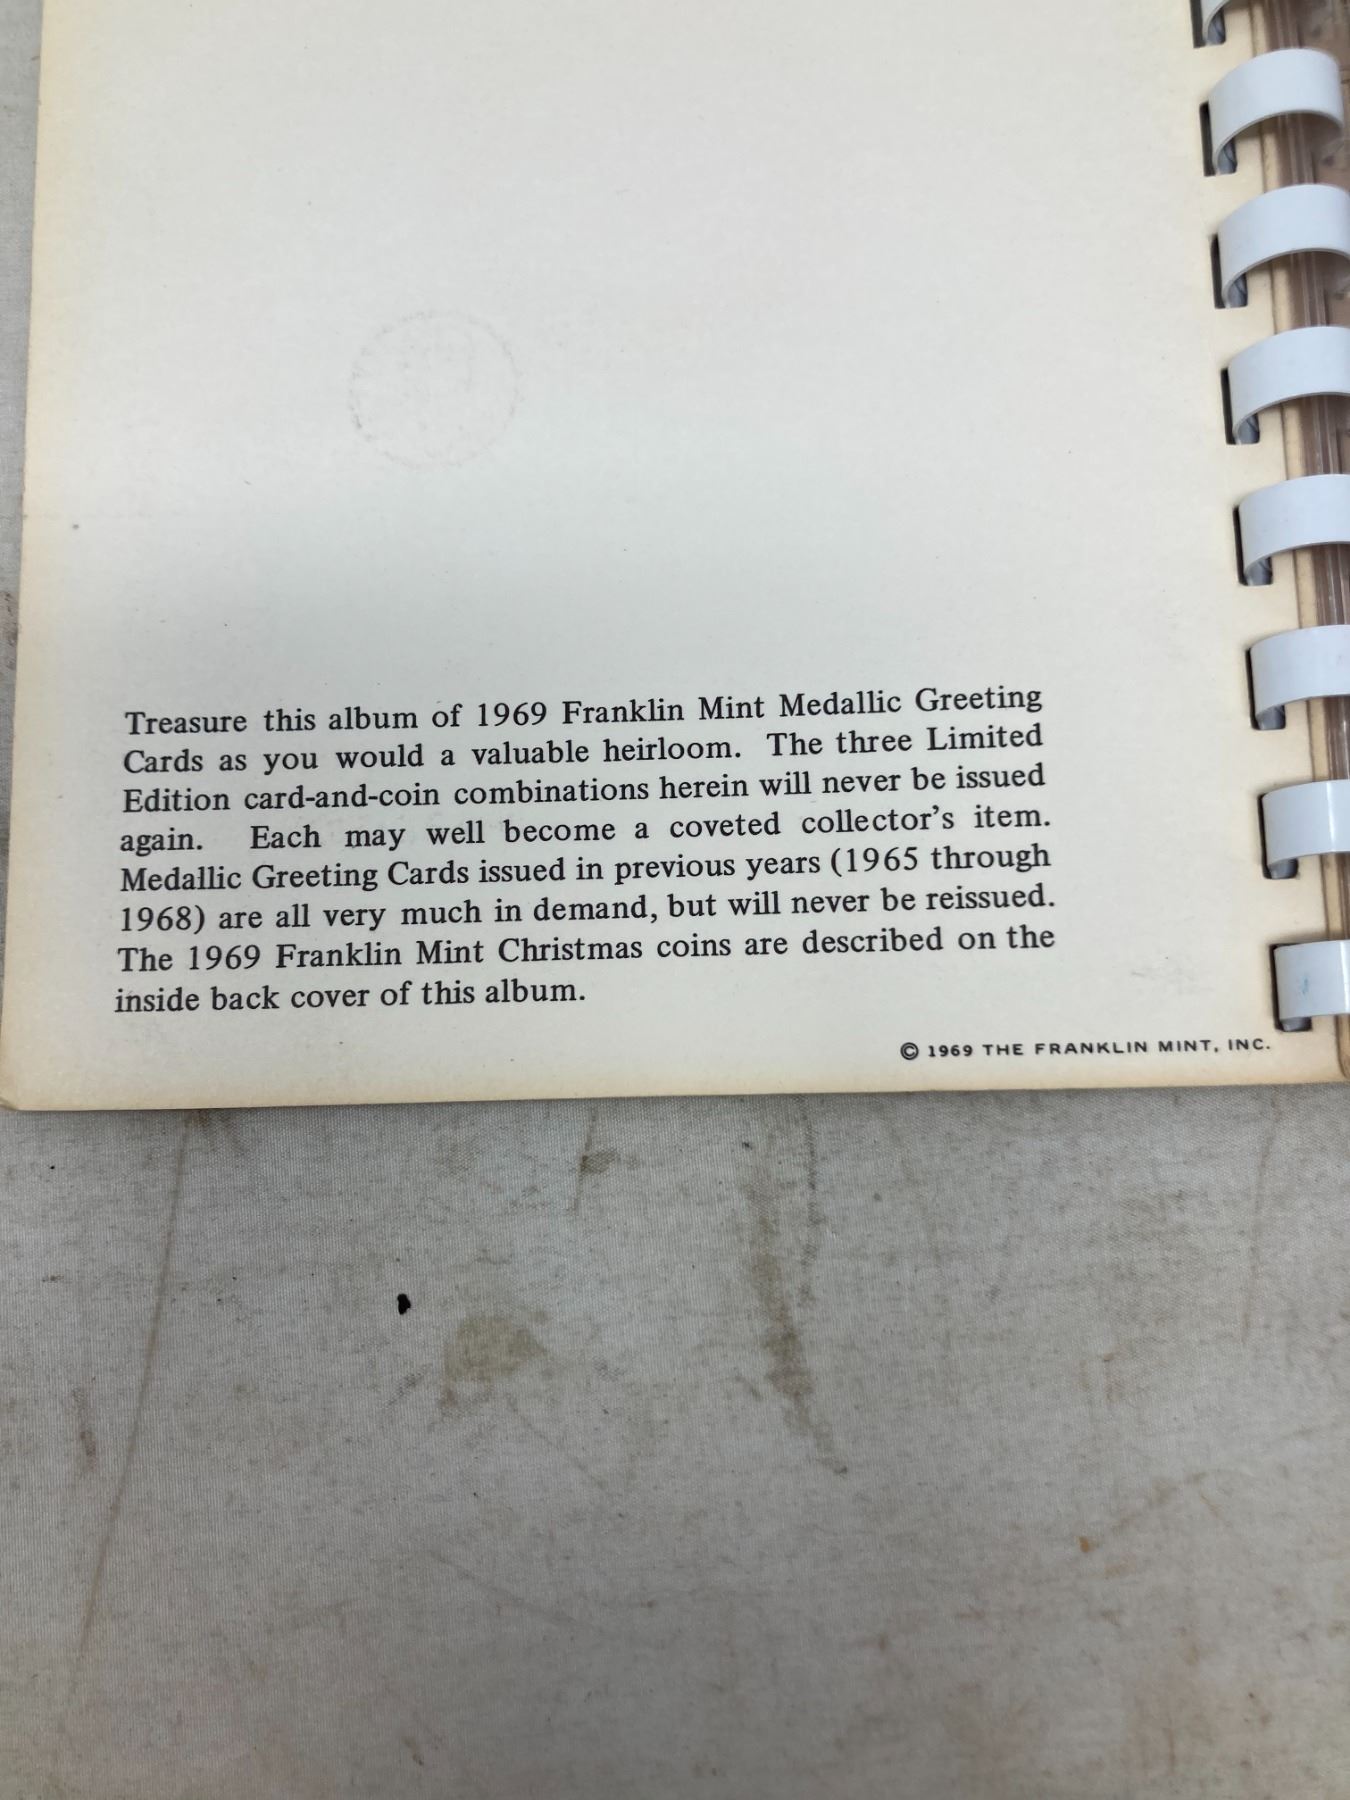 Treasure this album of 1969 Franklin Mint Medallic Greeting
Cards as you would a valuable heirloom. The three Limited
Edition card-and-coin combinations herein will never be issued
again. Each may well become a coveted collector's item.
Medallic Greeting Cards issued in previous years (1965 through
1968) are all very much in demand, but will never be reissued.
The 1969 Franklin Mint Christmas coins are described on the
inside back cover of this album.
© 1969 THE FRANKLIN MINT, INC.